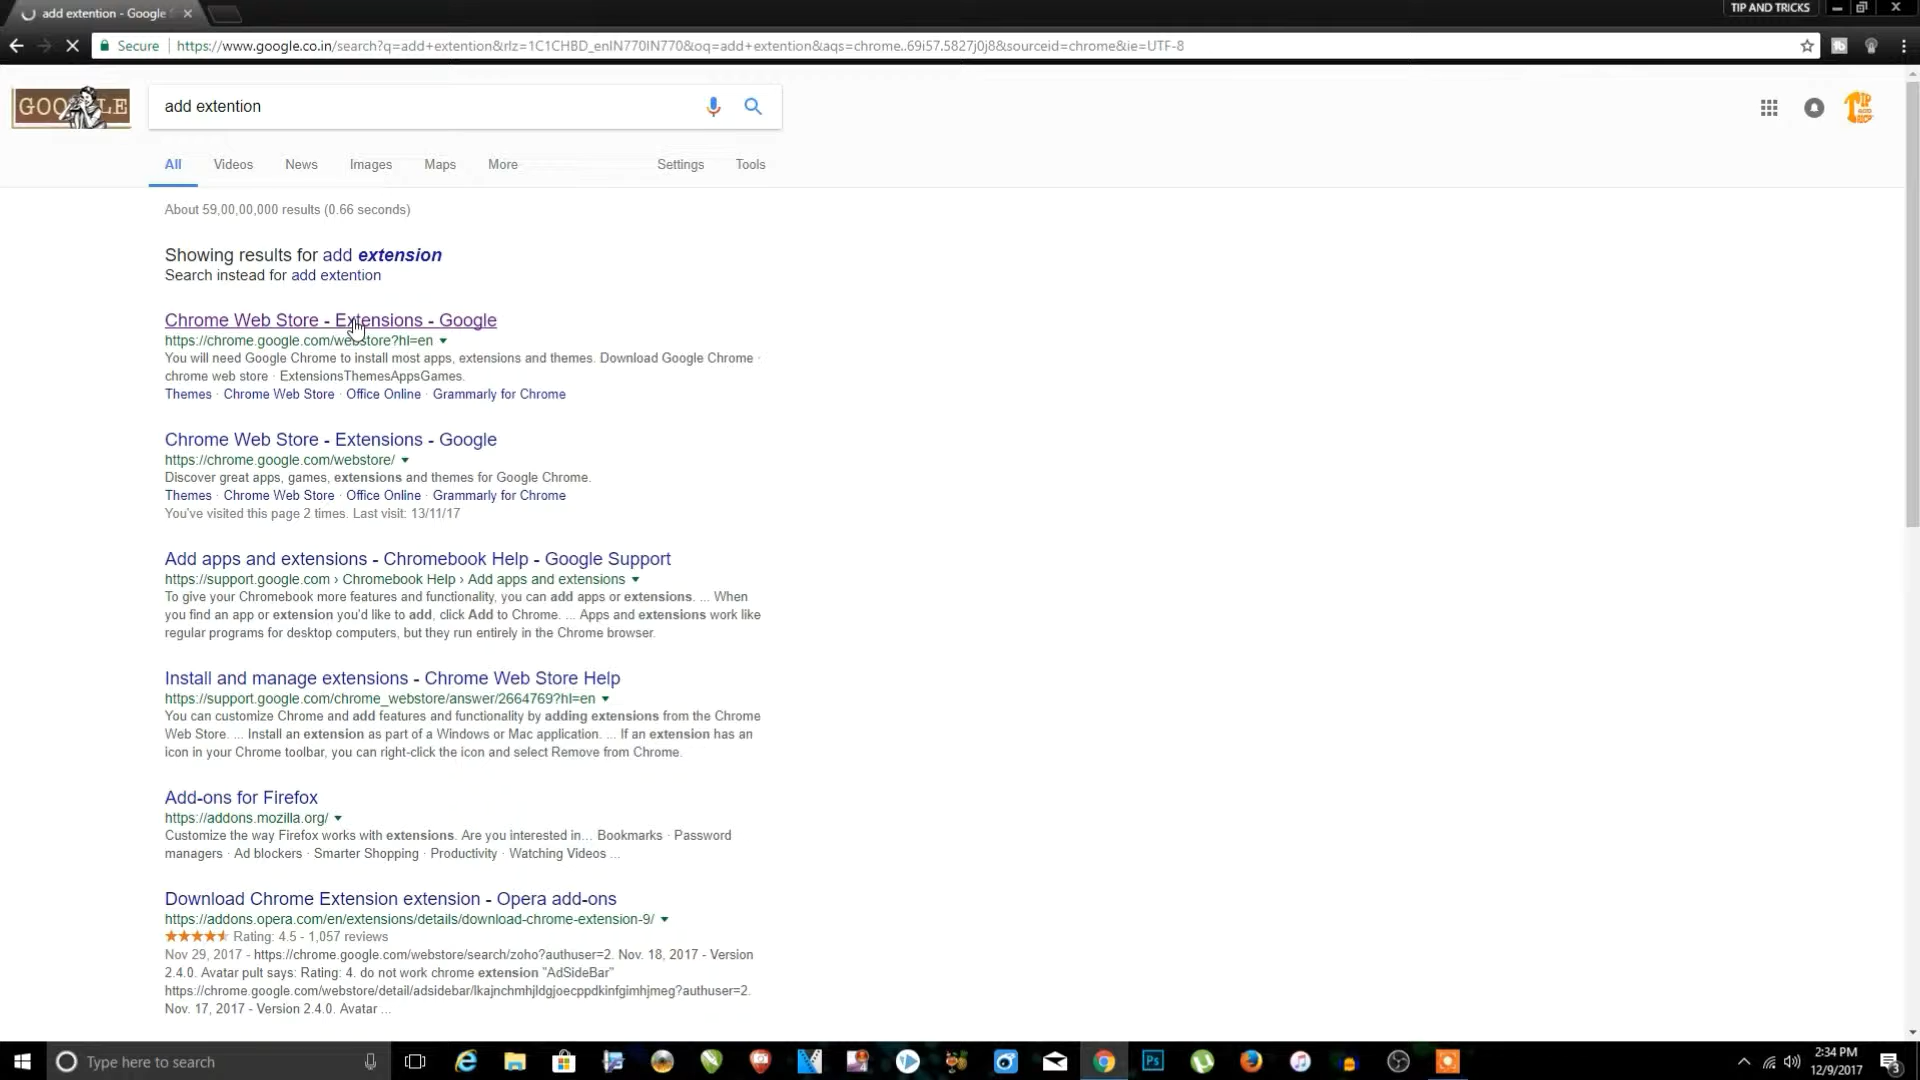 add extention - Google
TIP AND TRICKS
Secure
https://www.google.co.in/search?q=add+extention&rlz=1C1CHBD_enIN770IN770&oq=add+extention&aqs=chrome..69i57.5827j0j8&sourceid=chrome&ie=UTF-8
GOOGLE
add extention
All Videos News Images Maps More Settings Tools
About 59,00,00,000 results (0.66 seconds)
Showing results for add extension
Search instead for add extention
Chrome Web Store - Extensions - Google
https://chrome.google.com/webstore?hl=en
You will need Google Chrome to install most apps, extensions and themes. Download Google Chrome ·
chrome web store · ExtensionsThemesAppsGames.
Themes · Chrome Web Store · Office Online · Grammarly for Chrome
Chrome Web Store - Extensions - Google
https://chrome.google.com/webstore/
Discover great apps, games, extensions and themes for Google Chrome.
Themes · Chrome Web Store · Office Online · Grammarly for Chrome
You've visited this page 2 times. Last visit: 13/11/17
Add apps and extensions - Chromebook Help - Google Support
https://support.google.com › Chromebook Help › Add apps and extensions
To give your Chromebook more features and functionality, you can add apps or extensions. ... When
you find an app or extension you'd like to add, click Add to Chrome. ... Apps and extensions work like
regular programs for desktop computers, but they run entirely in the Chrome browser.
Install and manage extensions - Chrome Web Store Help
https://support.google.com/chrome_webstore/answer/2664769?hl=en
You can customize Chrome and add features and functionality by adding extensions from the Chrome
Web Store. ... Install an extension as part of a Windows or Mac application. ... If an extension has an
icon in your Chrome toolbar, you can right-click the icon and select Remove from Chrome.
Add-ons for Firefox
https://addons.mozilla.org/
Customize the way Firefox works with extensions. Are you interested in... Bookmarks · Password
managers · Ad blockers · Smarter Shopping · Productivity · Watching Videos ...
Download Chrome Extension extension - Opera add-ons
https://addons.opera.com/en/extensions/details/download-chrome-extension-9/
Rating: 4.5 - 1,057 reviews
Nov 29, 2017 - https://chrome.google.com/webstore/search/zoho?authuser=2. Nov. 18, 2017 - Version
2.4.0. Avatar pult says: Rating: 4. do not work chrome extension "AdSideBar"
https://chrome.google.com/webstore/detail/adsidebar/lkajnchmhjldgjoecppdkinfgimhjmeg?authuser=2.
Nov. 17, 2017 - Version 2.4.0. Avatar ...
Type here to search
Ps
2:34 PM
12/9/2017
3